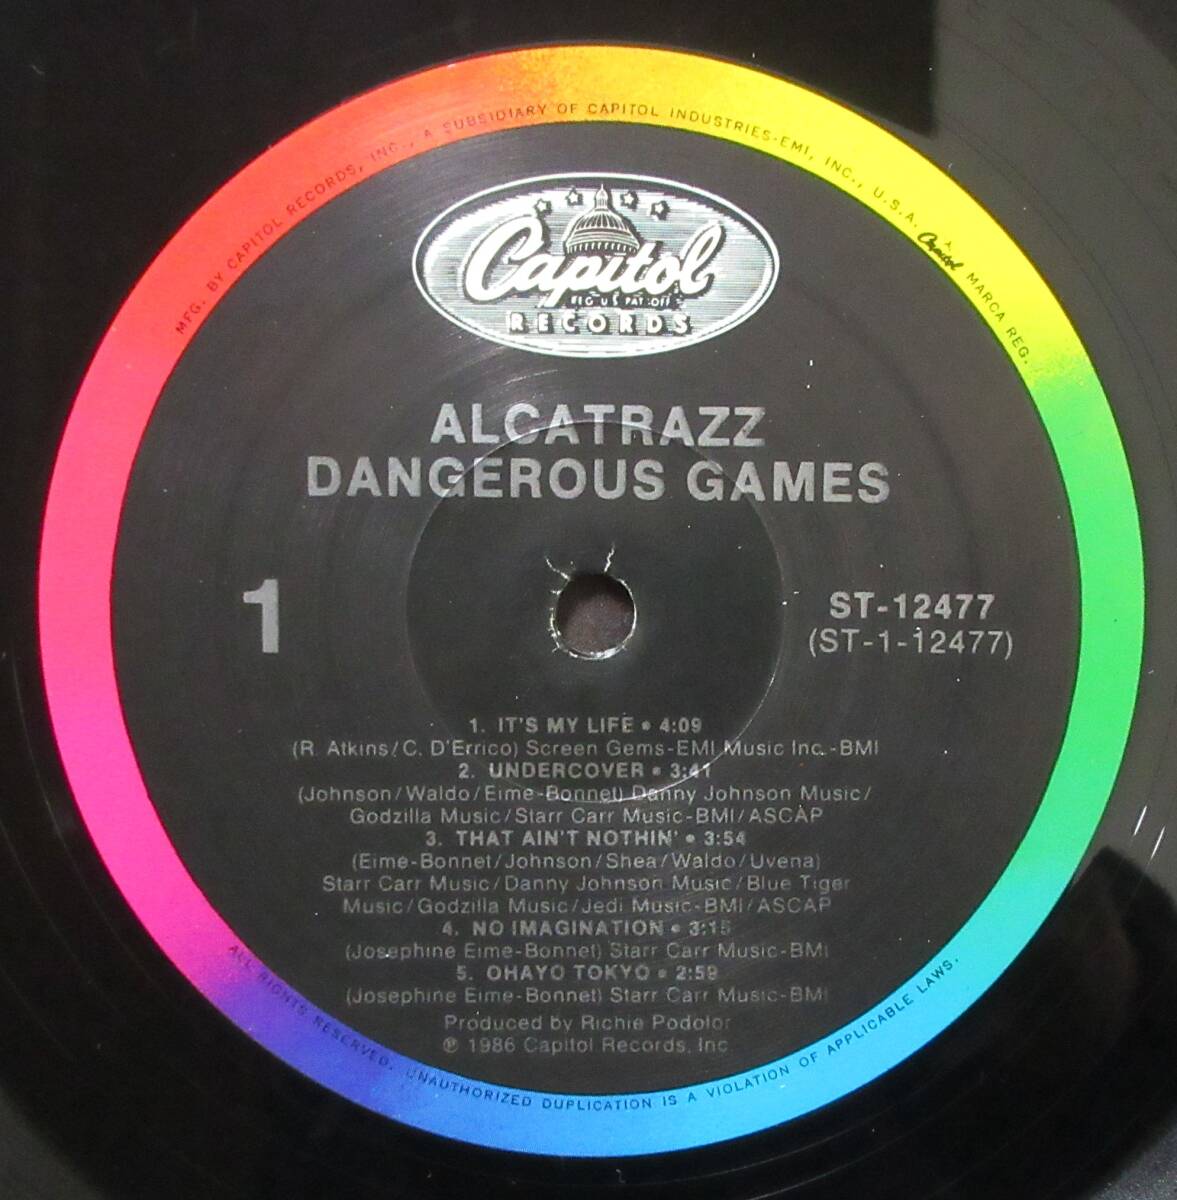 MFG. BY CAPITOL RECORDS, INC., A SUBSIDIARY OF CAPITOL INDUSTRIES-EMI, INC., U.S.A. Capitol MARCA REG.
Capitol
REG. U.S. PAT. OFF.
RECORDS
ALCATRAZZ
DANGEROUS GAMES
1
ST-12477
(ST-1-12477)
1. IT'S MY LIFE • 4:09
(R. Atkins/C. D'Errico) Screen Gems-EMI Music Inc.-BMI
2. UNDERCOVER • 3:41
(Johnson/Waldo/Eime-Bonnet) Danny Johnson Music/
Godzilla Music/Starr Carr Music-BMI/ASCAP
3. THAT AIN'T NOTHIN' • 3:54
(Eime-Bonnet/Johnson/Shea/Waldo/Uvena)
Starr Carr Music/Danny Johnson Music/Blue Tiger
Music/Godzilla Music/Jedi Music-BMI/ASCAP
4. NO IMAGINATION • 3:15
(Josephine Eime-Bonnet) Starr Carr Music-BMI
5. OHAYO TOKYO • 2:59
(Josephine Eime-Bonnet) Starr Carr Music-BMI
Produced by Richie Podolor
℗ 1986 Capitol Records, Inc.
ALL RIGHTS RESERVED. UNAUTHORIZED DUPLICATION IS A VIOLATION OF APPLICABLE LAWS.